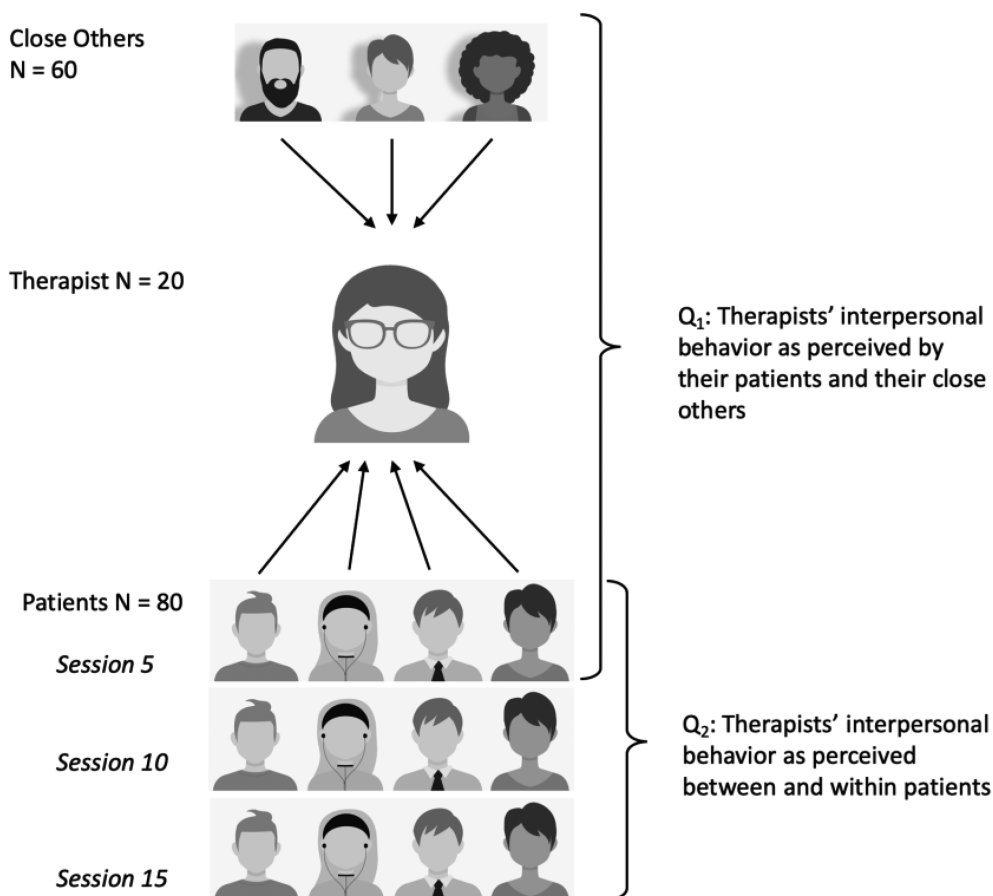 Close Others
N = 60
Therapist N = 20
Q₁: Therapists’ interpersonal
behavior as perceived by
their patients and their close
others
Patients N = 80
Session 5
Session 10
Session 15
Q₂: Therapists’ interpersonal
behavior as perceived
between and within patients